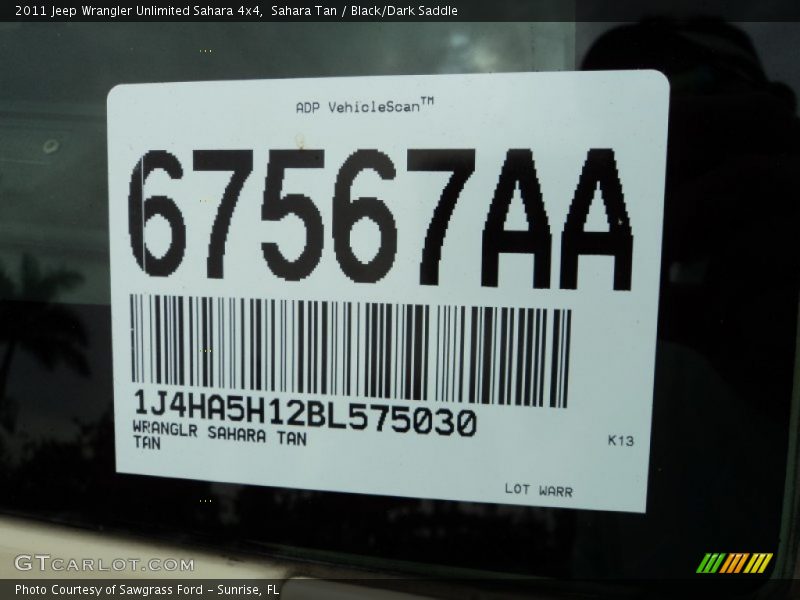 2011 Jeep Wrangler Unlimited Sahara 4x4,  Sahara Tan / Black/Dark Saddle
ADP VehicleScan™
67567AA
1J4HA5H12BL575030
WRANGLR SAHARA TAN
TAN
K13
LOT WARR
GTCARLOT.COM
Photo Courtesy of Sawgrass Ford - Sunrise, FL